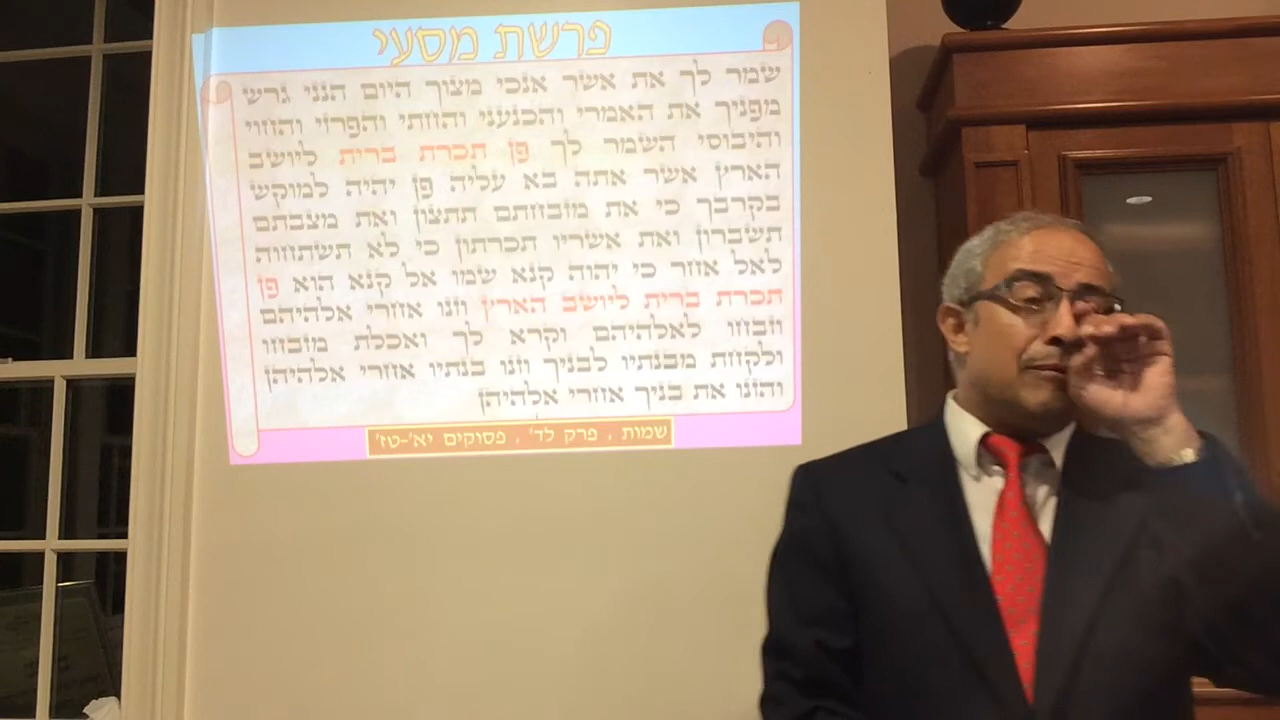 פרשת מסעי
שמר לך את אשר אנכי מצוך היום הנני גרש
מפניך את האמרי והכנעני והחתי והפרזי והחוי
והיבוסי השמר לך פן תכרת ברית ליושב
הארץ אשר אתה בא עליה פן יהיה למוקש
בקרבך כי את מזבחתם תתצון ואת מצבתם
תשברון ואת אשריו תכרתון כי לא תשתחוה
לאל אחר כי יהוה קנא שמו אל קנא הוא פן
תכרת ברית ליושב הארץ וזנו אחרי אלהיהם
וזבחו לאלהיהם וקרא לך ואכלת מזבחו
ולקחת מבנתיו לבניך וזנו בנתיו אחרי אלהיהן
והזנו את בניך אחרי אלהיהן
שמות , פרק לד' , פסוקים יא'-טז'